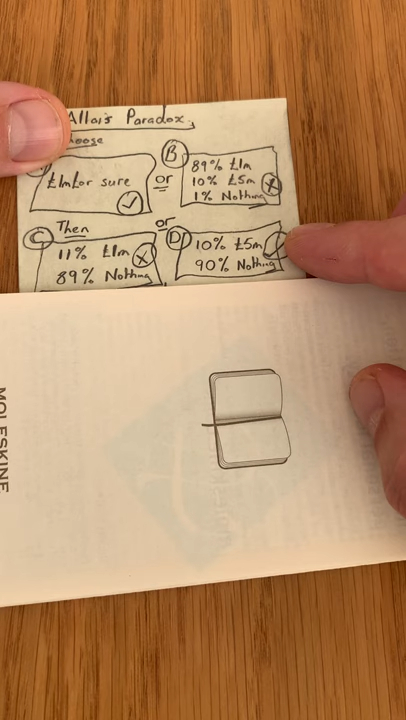 Allais Paradox
hoose
£1m for sure
or
B
89% £1m
10% £5m
1% Nothing
Then
or
C
11% £1m
89% Nothing
D
10% £5m
90% Nothing
MOLESKINE